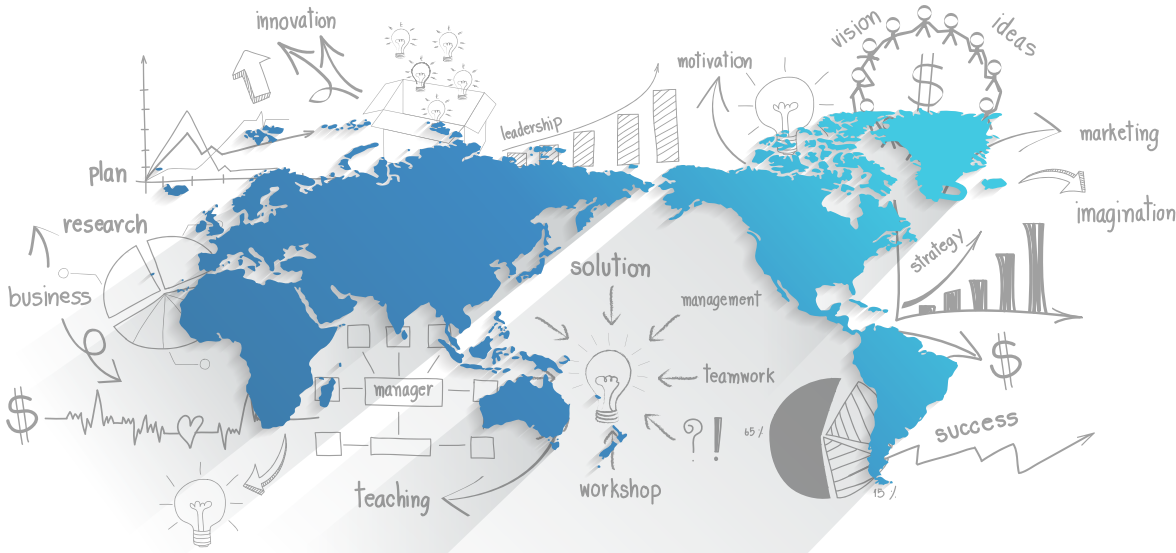 innovation
vision
ideas
motivation
leadership
$
marketing
plan
imagination
research
strategy
solution
business
management
$
teamwork
manager
$
? !
65 %
success
teaching
workshop
15 %